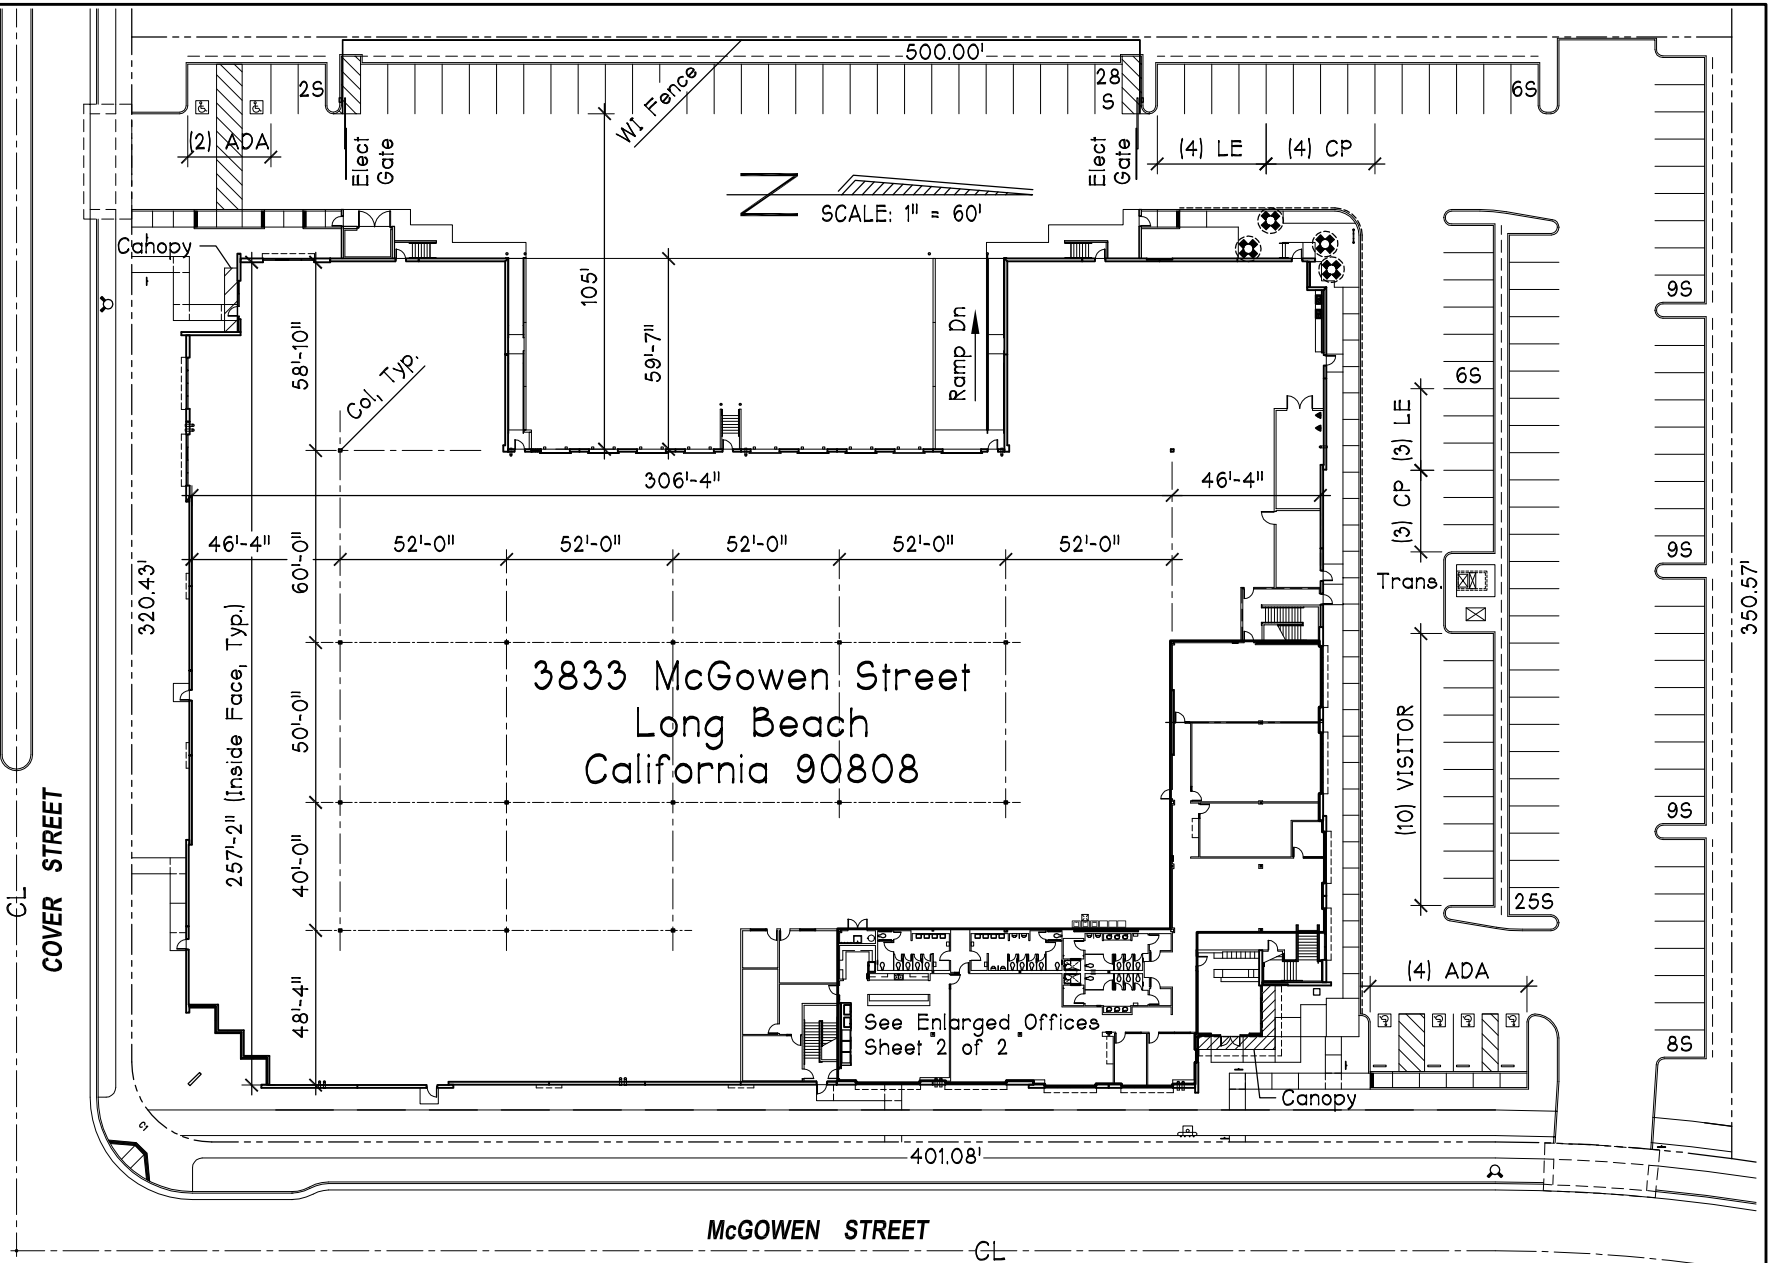 500.00'
2S
28
S
6S
WI Fence
(2) ADA
Elect
Gate
Elect
Gate
(4) LE
(4) CP
N
SCALE: 1" = 60'
Canopy
105'
59'-7"
Ramp Dn
9S
58'-10"
Col, Typ.
6S
(3) LE
(3) CP
306'-4"
46'-4"
46'-4"
52'-0"
52'-0"
52'-0"
52'-0"
52'-0"
60'-0"
9S
Trans.
320.43'
350.57'
257'-2" (Inside Face, Typ.)
3833 McGowen Street
Long Beach
California 90808
50'-0"
(10) VISITOR
9S
COVER STREET
CL
40'-0"
25S
(4) ADA
48'-4"
See Enlarged Offices
Sheet 2 of 2
8S
Canopy
401.08'
McGOWEN STREET
CL